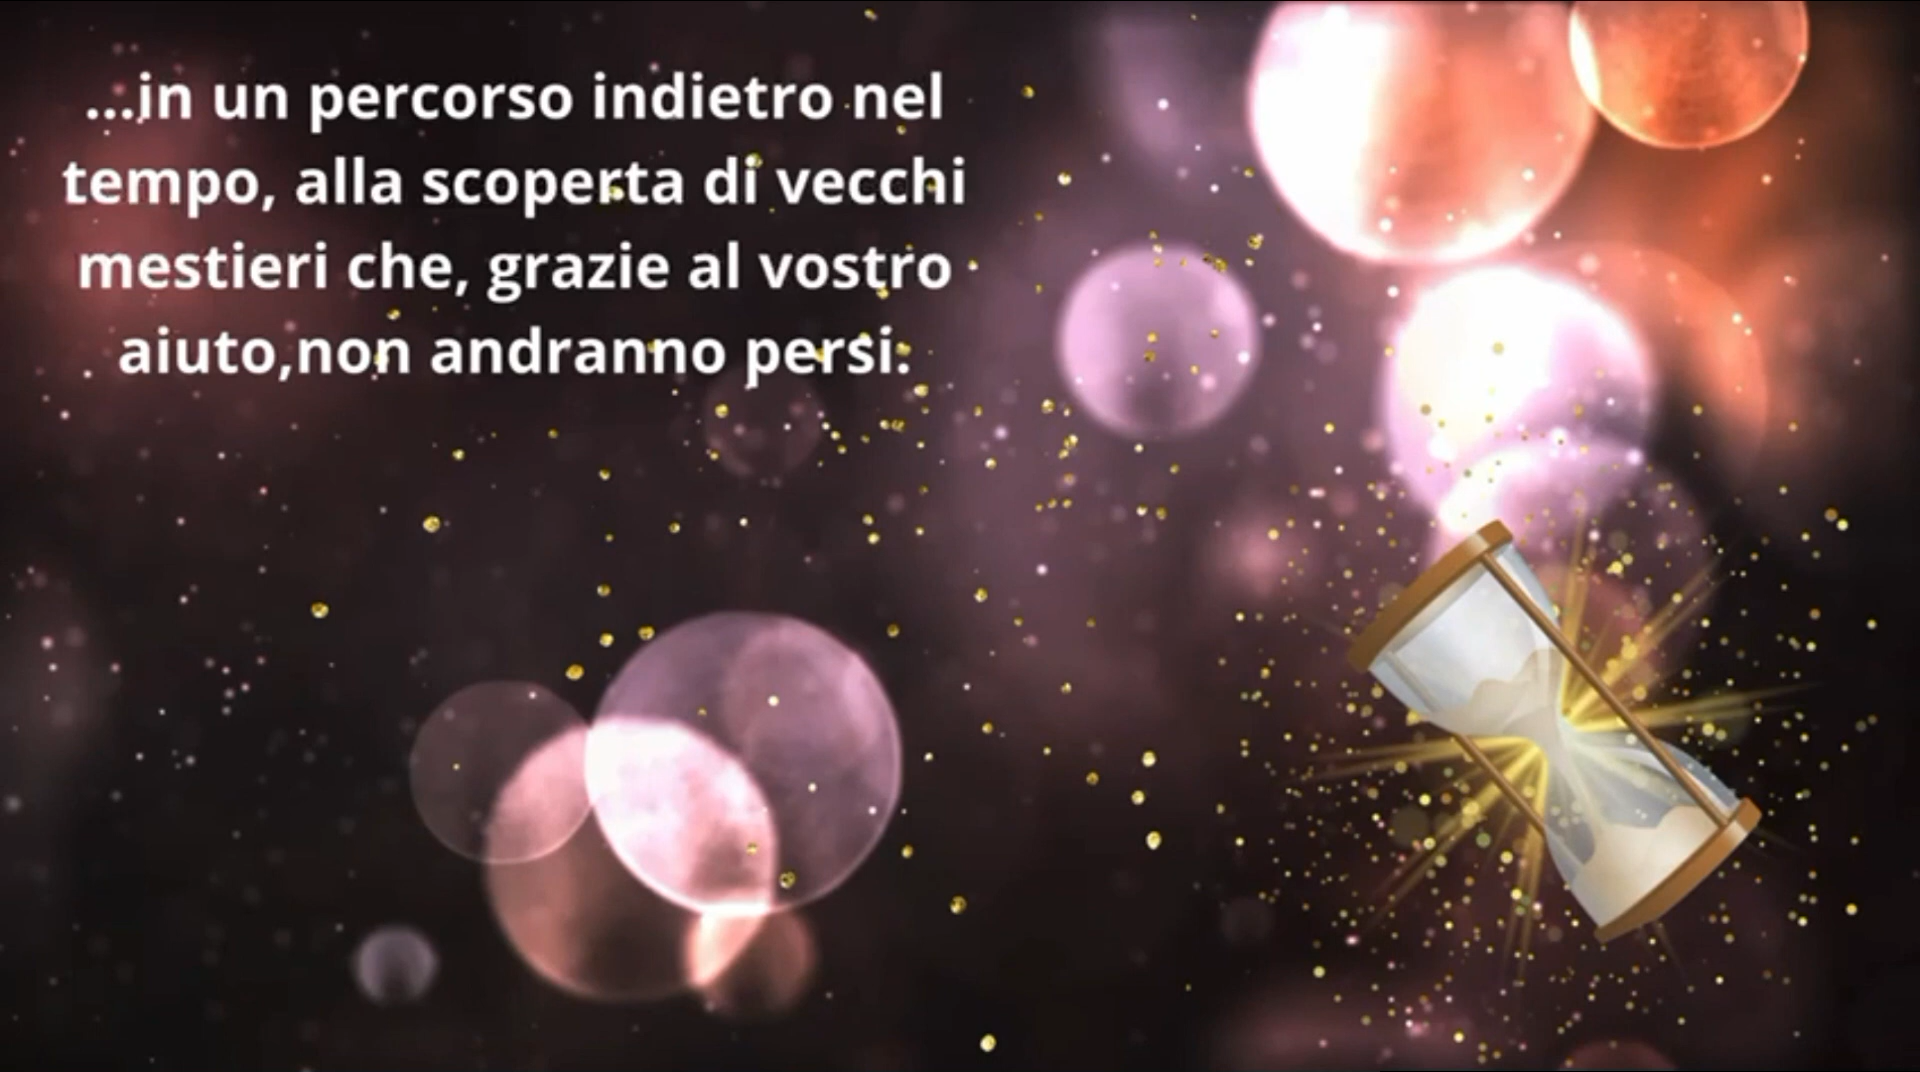 ...in un percorso indietro nel
tempo, alla scoperta di vecchi
mestieri che, grazie al vostro
aiuto,non andranno persi.